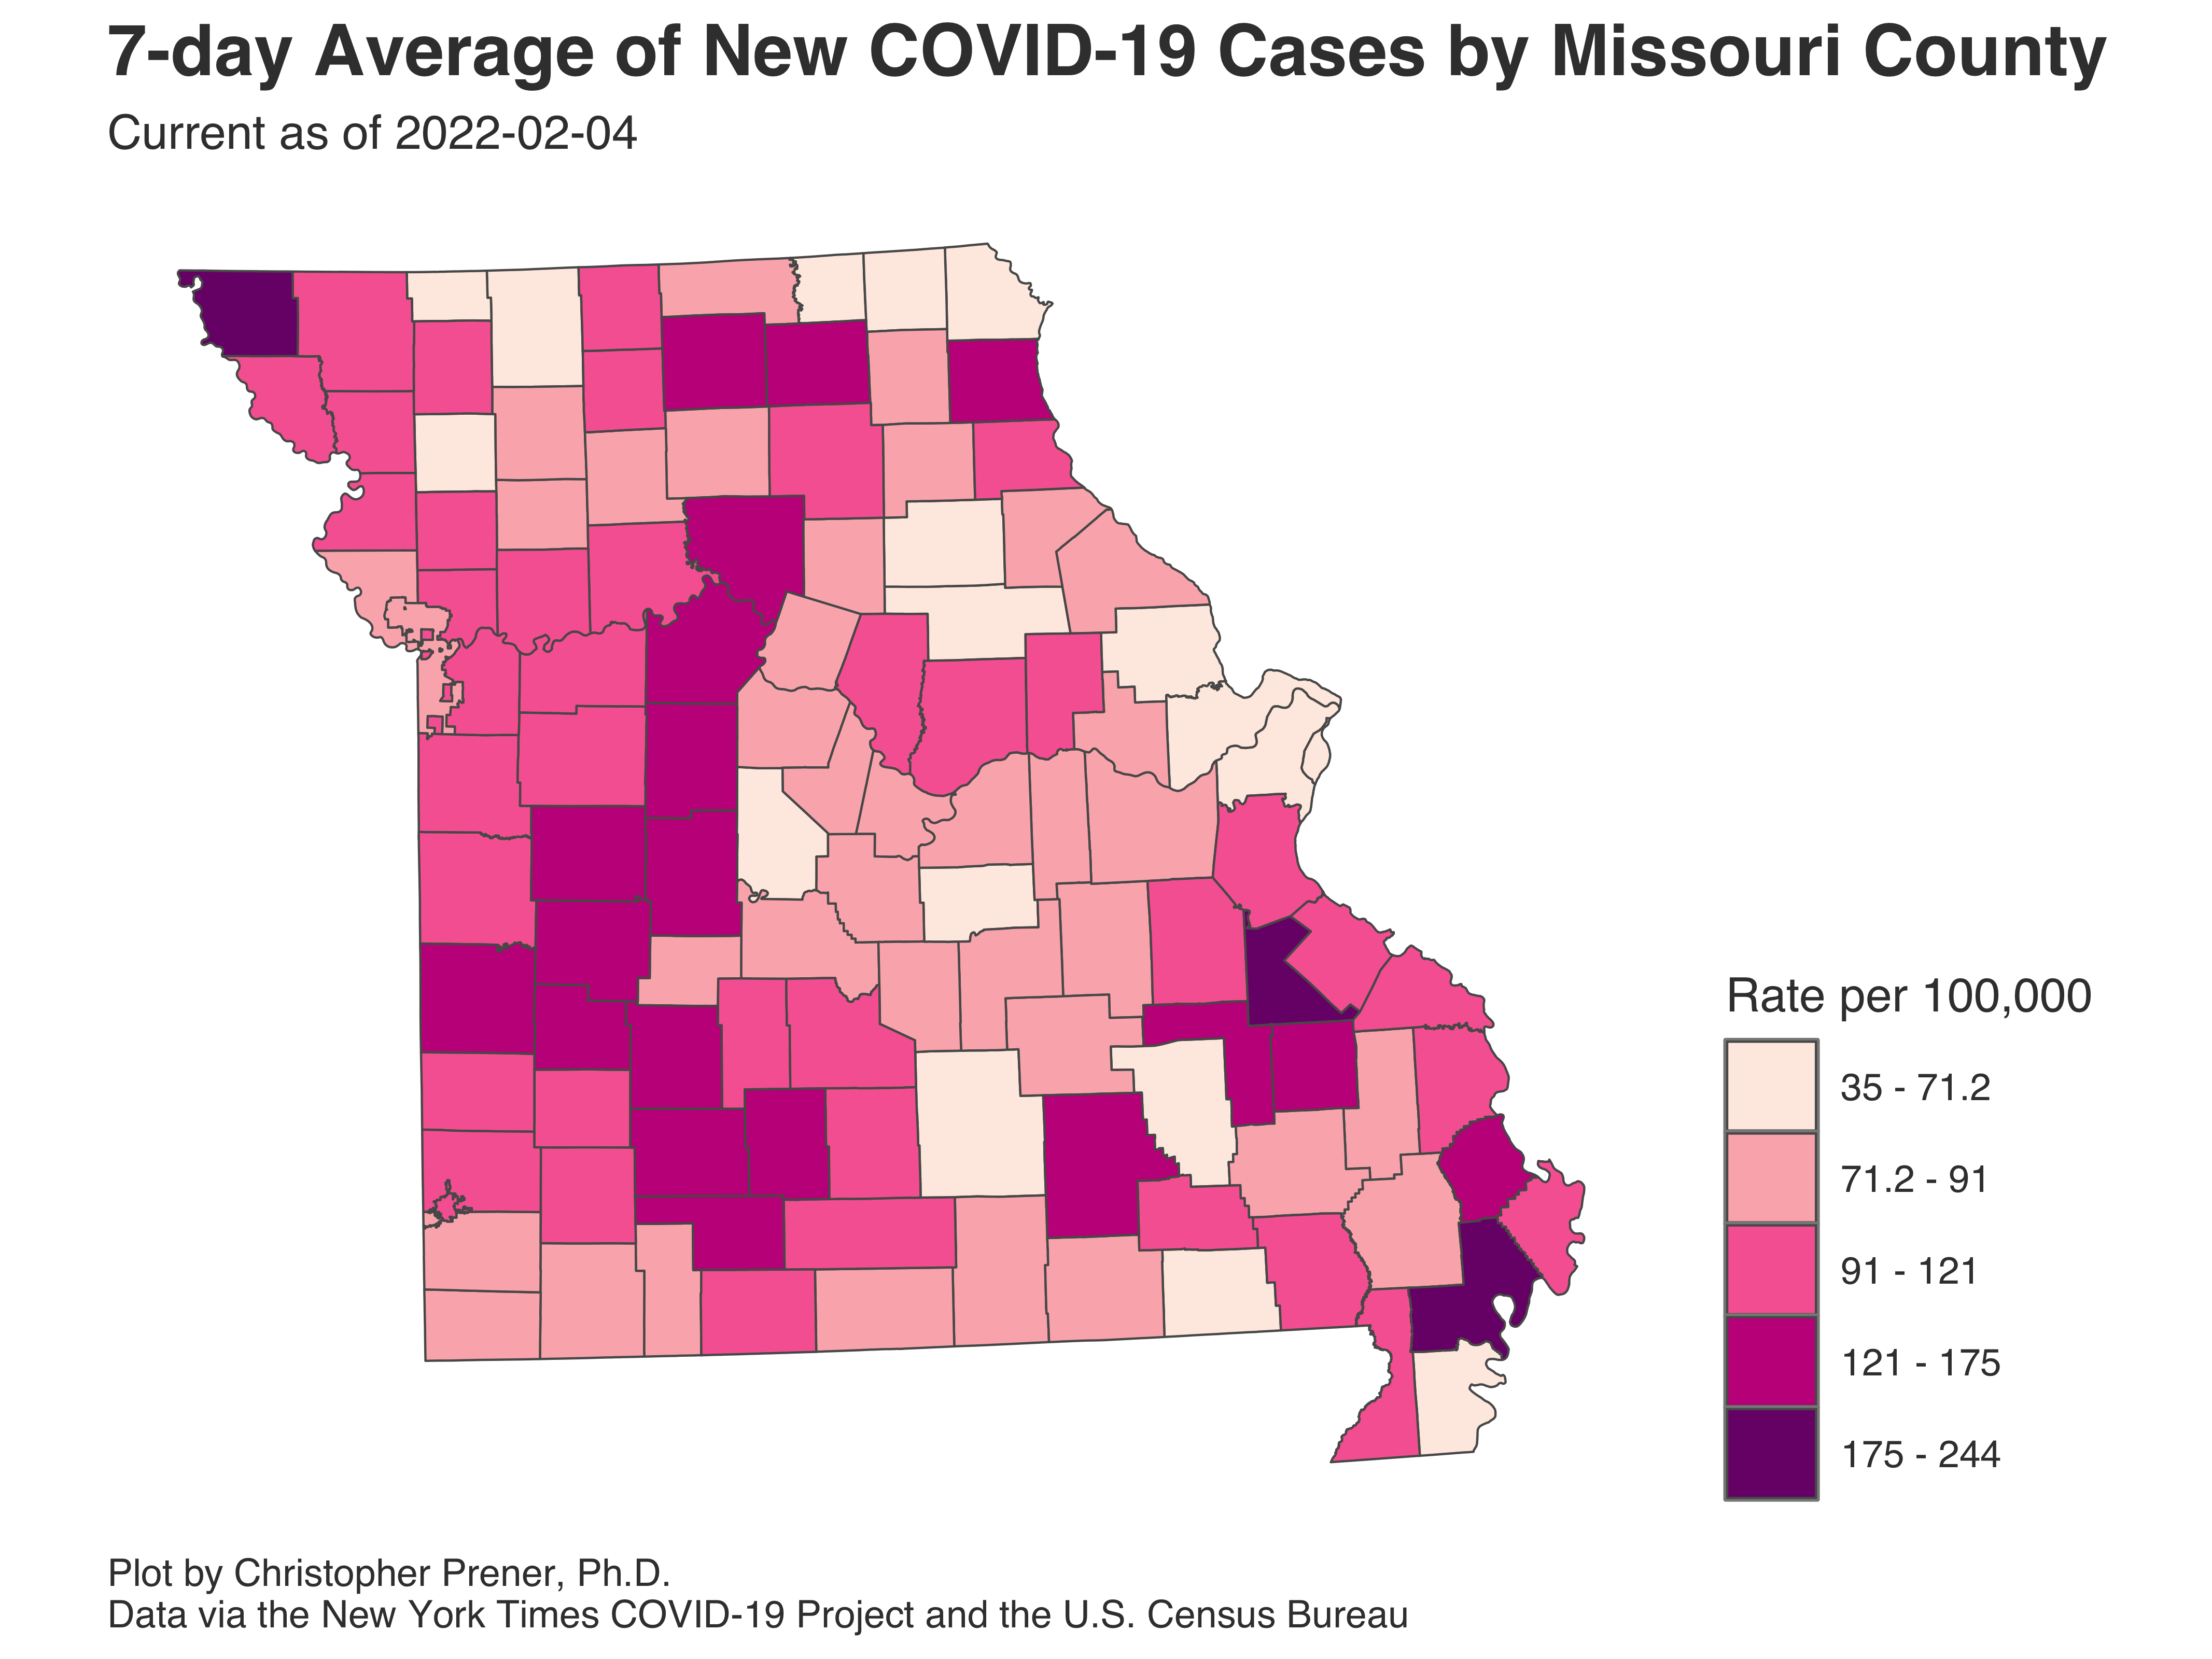 7-day Average of New COVID-19 Cases by Missouri County
Current as of 2022-02-04
Rate per 100,000
35 - 71.2
71.2 - 91
91 - 121
121 - 175
175 - 244
Plot by Christopher Prener, Ph.D.
Data via the New York Times COVID-19 Project and the U.S. Census Bureau